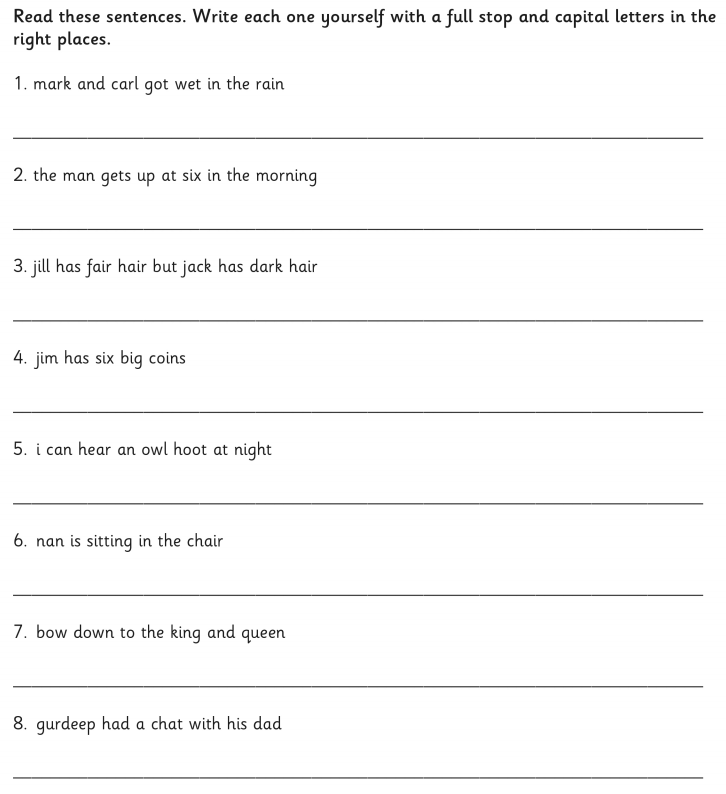 Read these sentences. Write each one yourself with a full stop and capital letters in the
right places.
1. mark and carl got wet in the rain
2. the man gets up at six in the morning
3. jill has fair hair but jack has dark hair
4. jim has six big coins
5. i can hear an owl hoot at night
6. nan is sitting in the chair
7. bow down to the king and queen
8. gurdeep had a chat with his dad